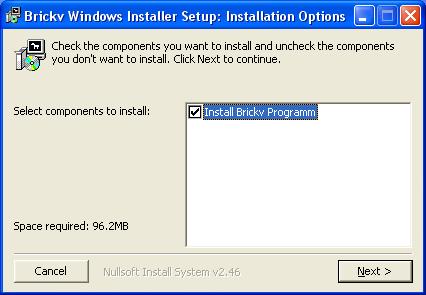 Brickv Windows Installer Setup: Installation Options
Check the components you want to install and uncheck the components
you don't want to install. Click Next to continue.
Select components to install:
Install Brickv Programm
Space required: 96.2MB
Cancel
Nullsoft Install System v2.46
Next >